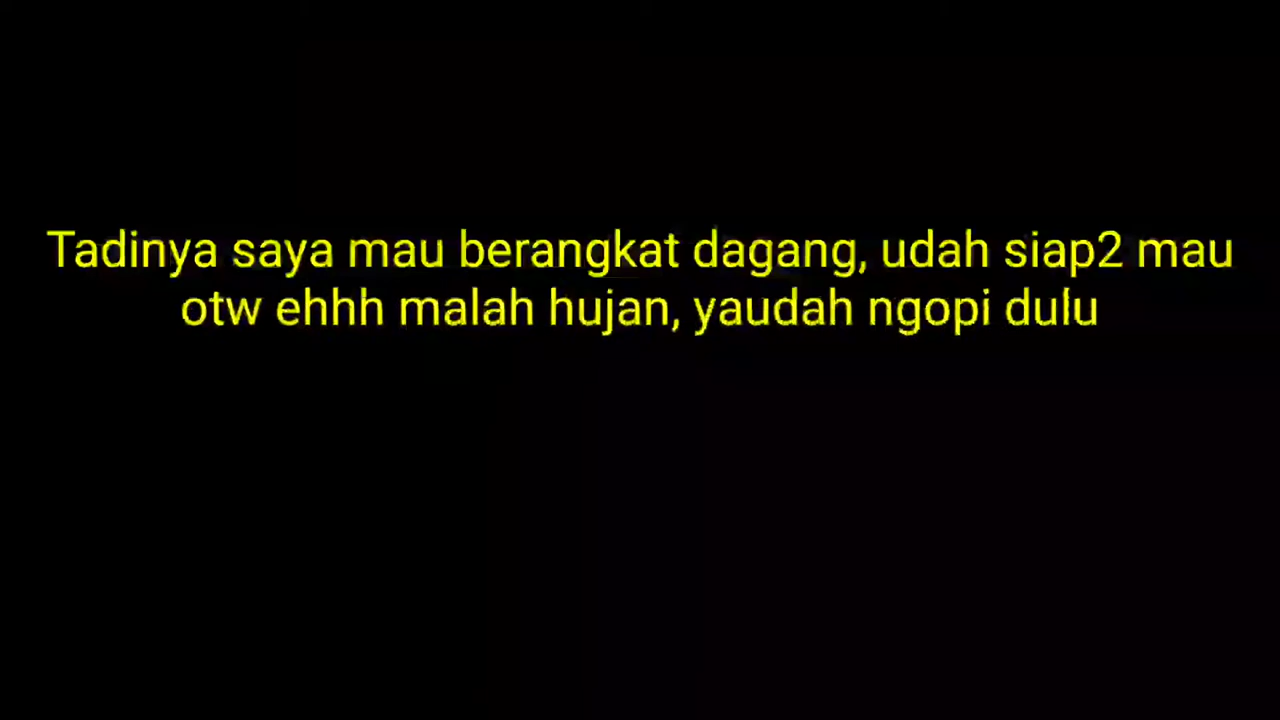 Tadinya saya mau berangkat dagang, udah siap2 mau
otw ehhh malah hujan, yaudah ngopi dulu